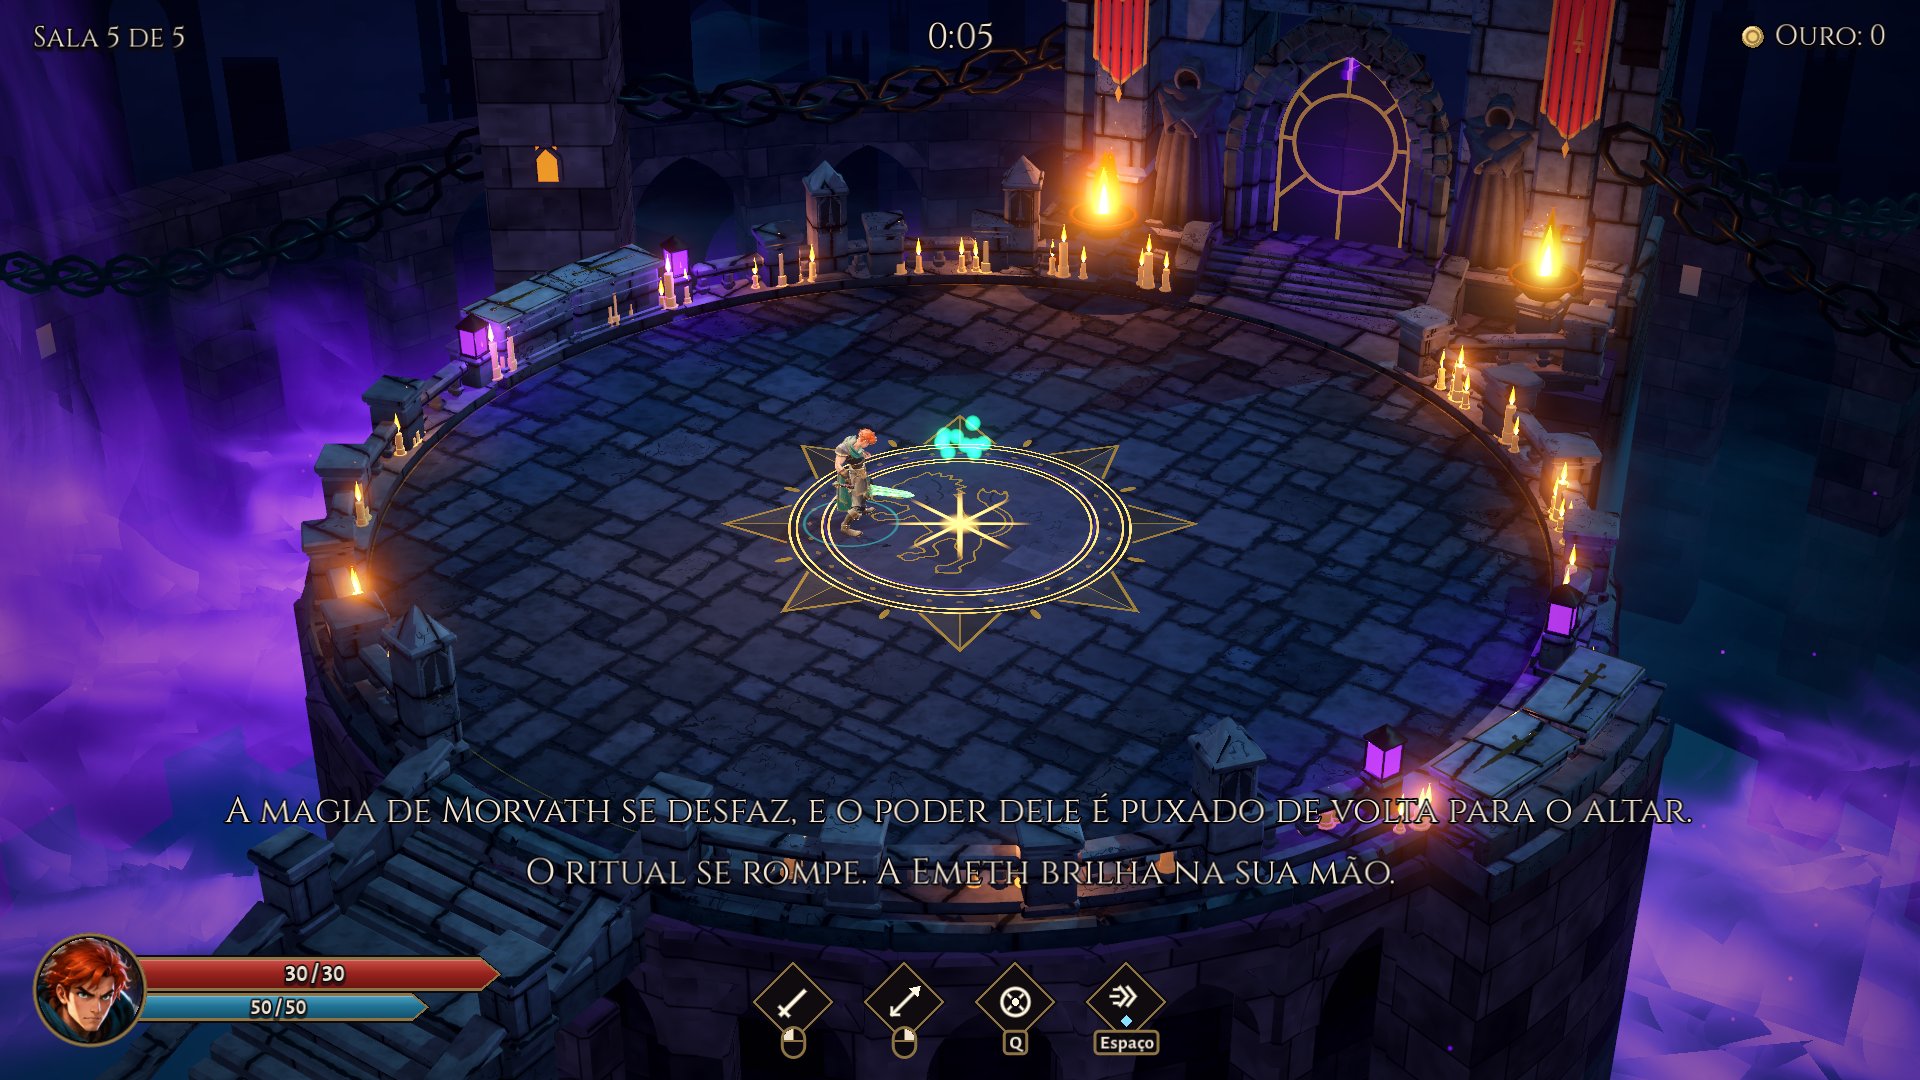 Sala 5 de 5
0:05
Ouro: 0
A magia de Morvath se desfaz, e o poder dele é puxado de volta para o altar.
O ritual se rompe. A Emeth brilha na sua mão.
30/30
50/50
Q
Espaço